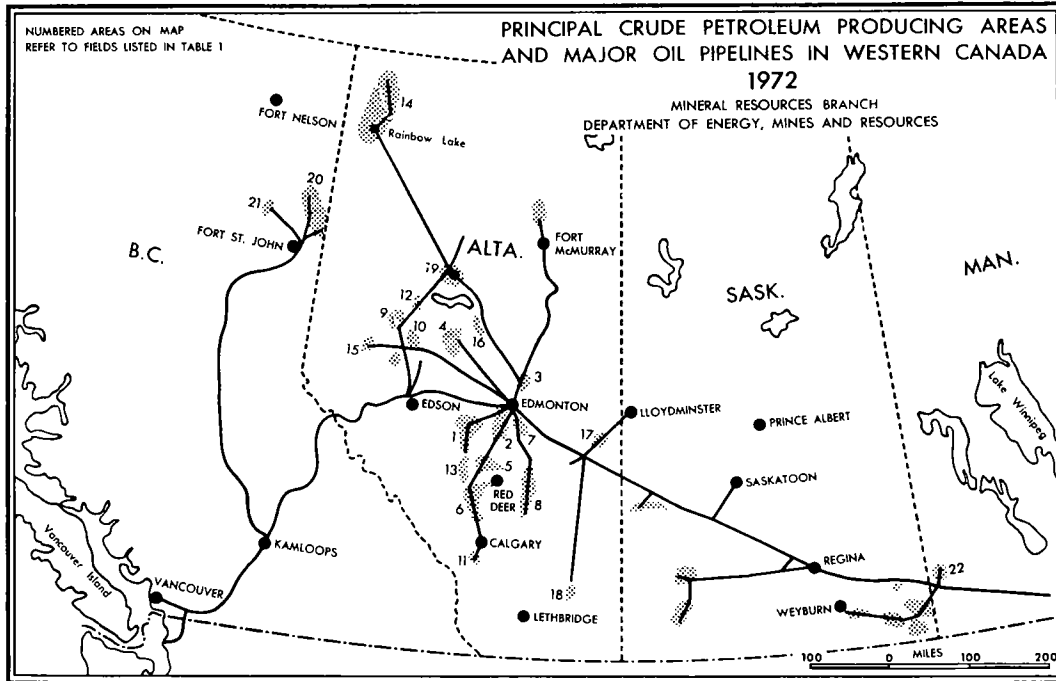 NUMBERED AREAS ON MAP
REFER TO FIELDS LISTED IN TABLE 1
PRINCIPAL CRUDE PETROLEUM PRODUCING AREAS
AND MAJOR OIL PIPELINES IN WESTERN CANADA
1972
MINERAL RESOURCES BRANCH
DEPARTMENT OF ENERGY, MINES AND RESOURCES
FORT NELSON
14
Rainbow Lake
20
21
FORT ST. JOHN
B.C.
ALTA.
FORT
McMURRAY
SASK.
MAN.
19
12
9
10
4
16
15
3
EDSON
EDMONTON
LLOYDMINSTER
PRINCE ALBERT
Lake Winnipeg
1
2
7
17
13
5
RED
DEER
6
8
SASKATOON
11
CALGARY
KAMLOOPS
Vancouver Island
VANCOUVER
18
LETHBRIDGE
REGINA
22
WEYBURN
MILES
100 0 100 200